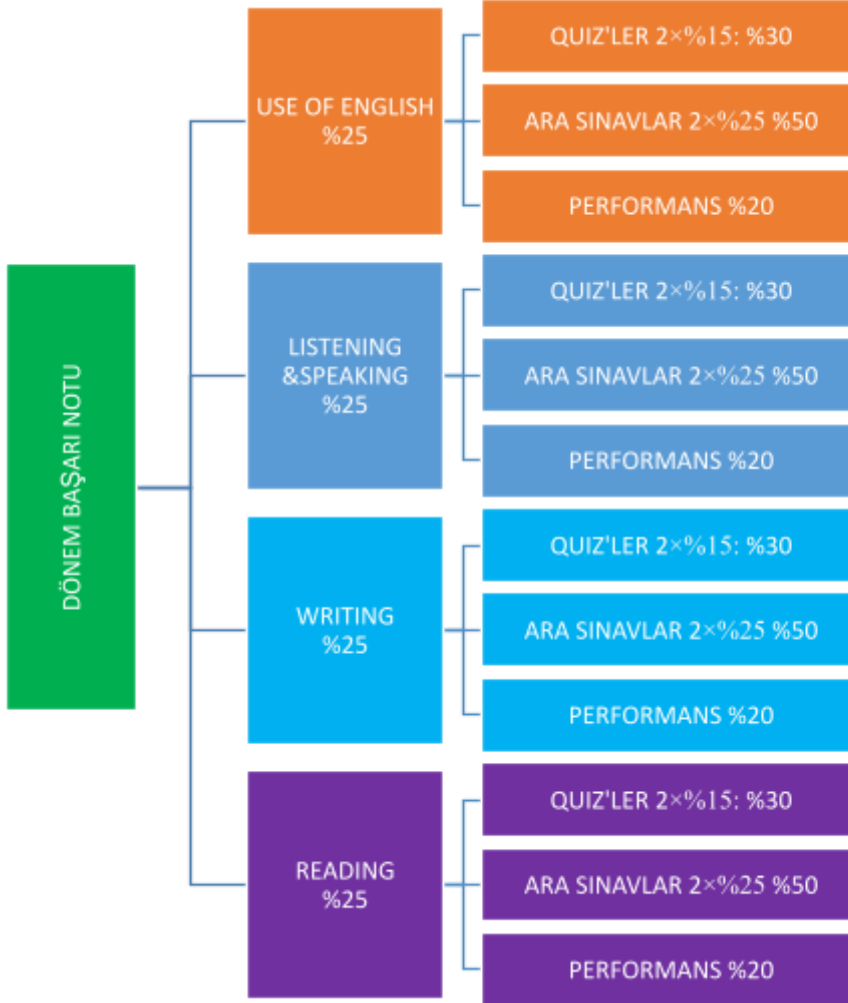 DÖNEM BAŞARI NOTU
USE OF ENGLISH
%25
QUIZ'LER 2×%15: %30
ARA SINAVLAR 2×%25 %50
PERFORMANS %20
LISTENING
&SPEAKING
%25
QUIZ'LER 2×%15: %30
ARA SINAVLAR 2×%25 %50
PERFORMANS %20
WRITING
%25
QUIZ'LER 2×%15: %30
ARA SINAVLAR 2×%25 %50
PERFORMANS %20
READING
%25
QUIZ'LER 2×%15: %30
ARA SINAVLAR 2×%25 %50
PERFORMANS %20